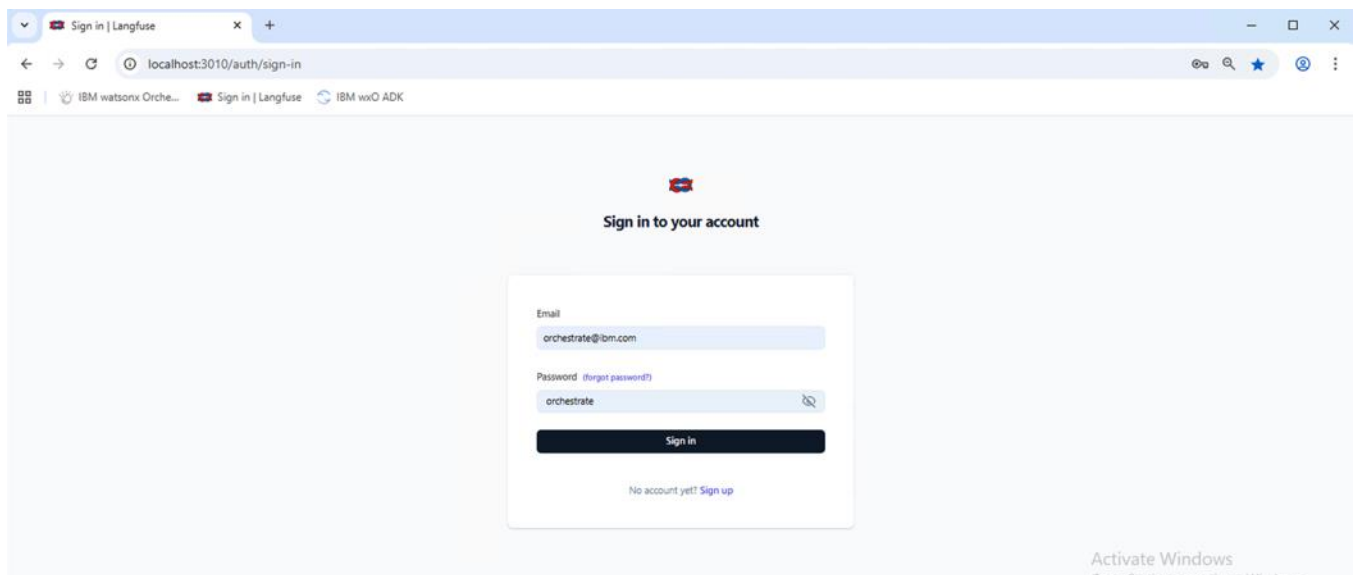 Sign in | Langfuse
localhost:3010/auth/sign-in
IBM watsonx Orche... Sign in | Langfuse IBM wxO ADK
Sign in to your account
Email
orchestrate@ibm.com
Password (forgot password?)
orchestrate
Sign in
No account yet? Sign up
Activate Windows